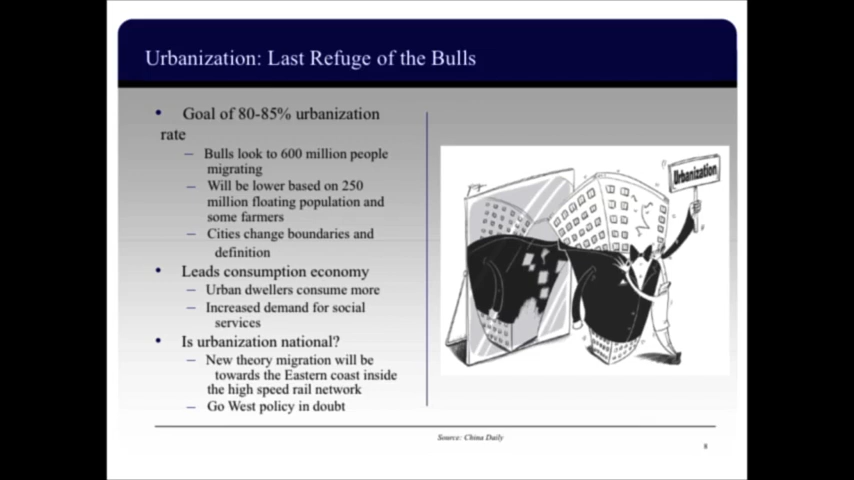 Urbanization: Last Refuge of the Bulls
• Goal of 80-85% urbanization
rate
– Bulls look to 600 million people
migrating
– Will be lower based on 250
million floating population and
some farmers
– Cities change boundaries and
definition
• Leads consumption economy
– Urban dwellers consume more
– Increased demand for social
services
• Is urbanization national?
– New theory migration will be
towards the Eastern coast inside
the high speed rail network
– Go West policy in doubt
Urbanization
Source: China Daily
8